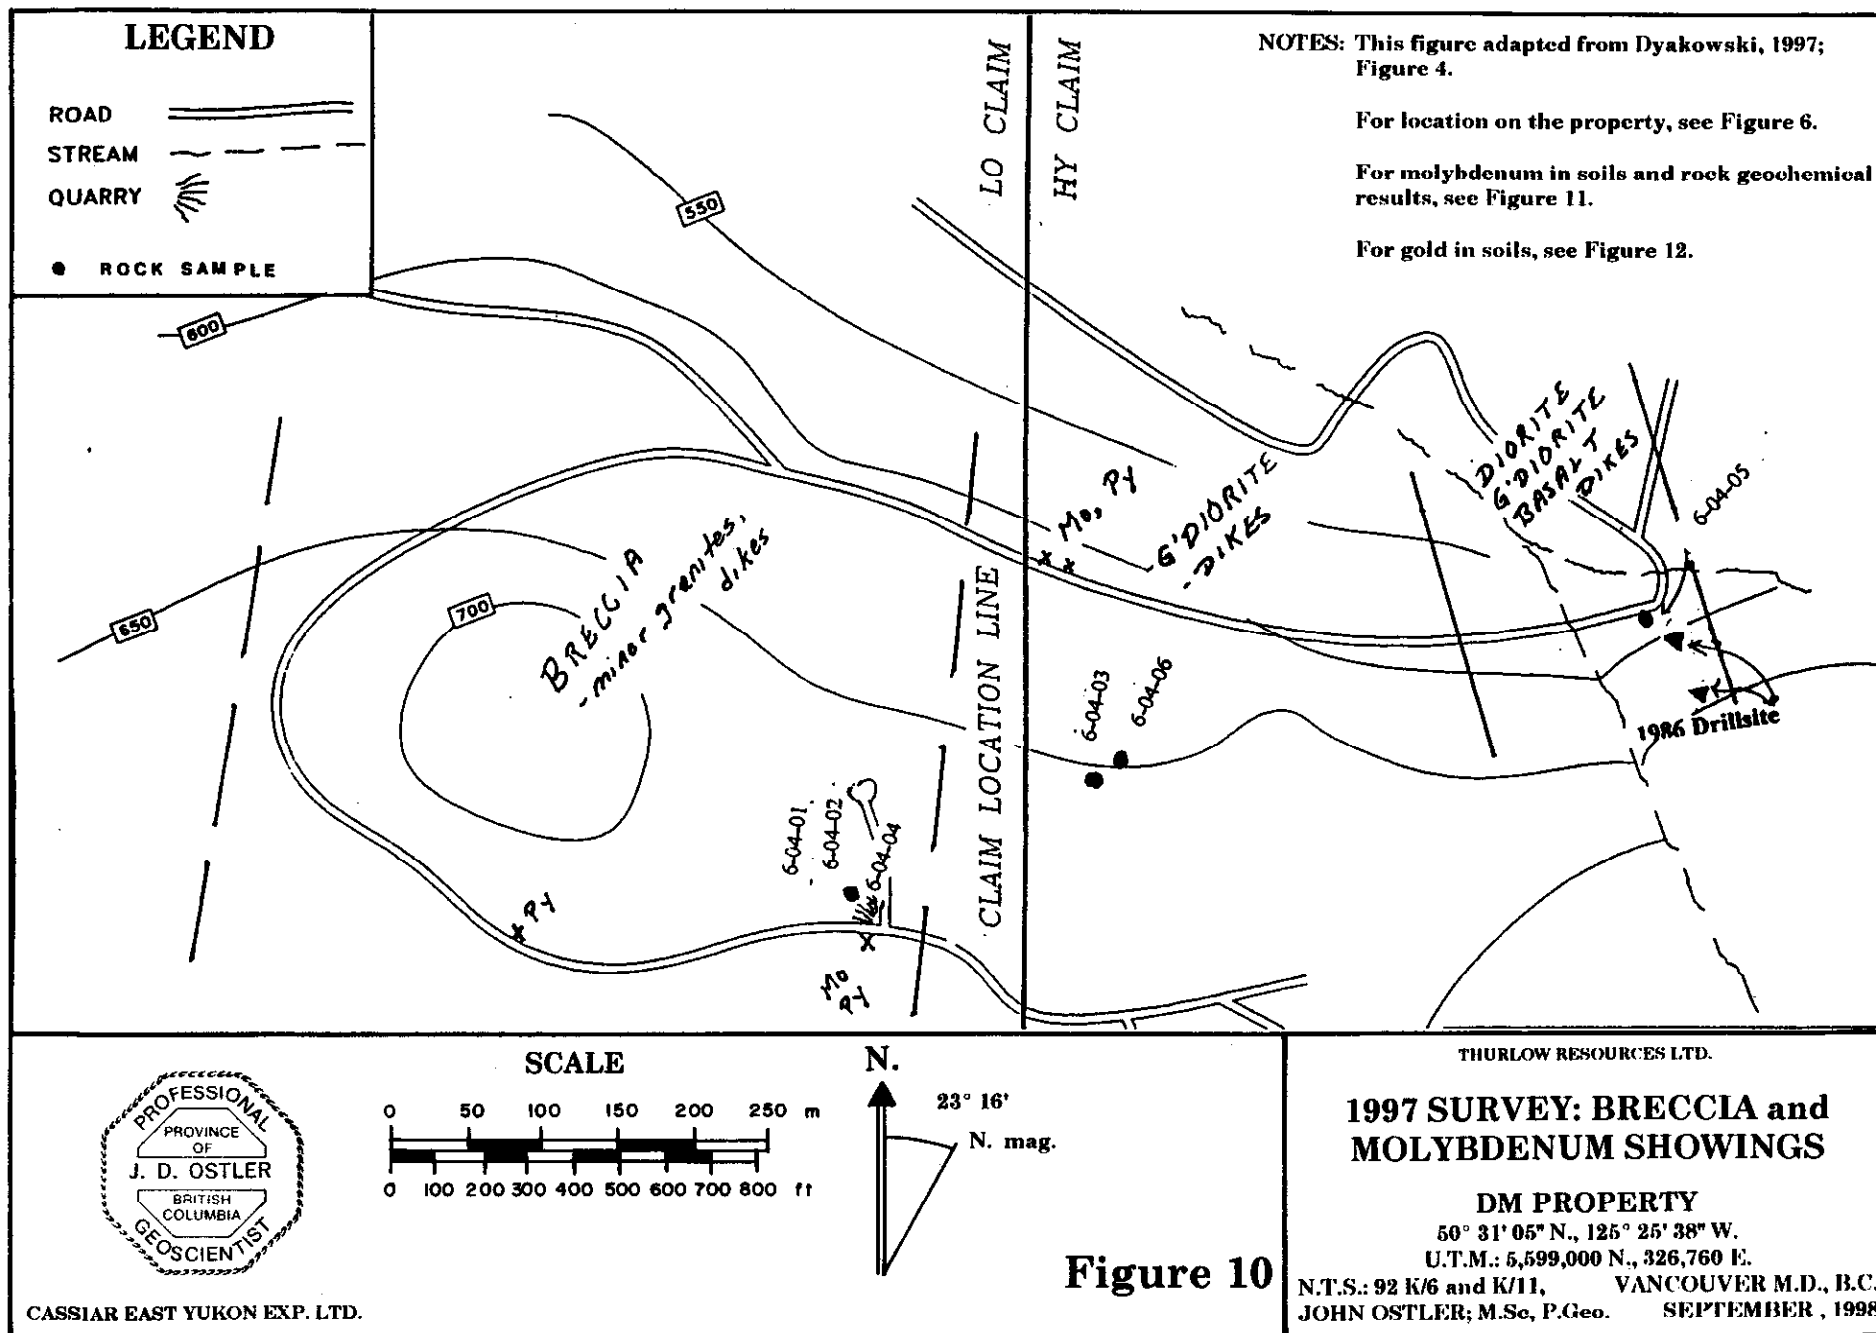 LEGEND
ROAD
STREAM
QUARRY
ROCK SAMPLE
NOTES: This figure adapted from Dyakowski, 1997;
Figure 4.
For location on the property, see Figure 6.
For molybdenum in soils and rock geochemical
results, see Figure 11.
For gold in soils, see Figure 12.
LO CLAIM
HY CLAIM
550
600
650
700
BRECCIA
- minor granites,
dikes
Mo, Py
G'DIORITE
- DIKES
DIORITE
G'DIORITE
BASALT
DIKES
6-04-05
1986 Drillsite
6-04-03
6-04-06
CLAIM LOCATION LINE
6-04-01
6-04-02
6-04-04
Py
Mo
Py
SCALE
0 50 100 150 200 250 m
0 100 200 300 400 500 600 700 800 ft
N.
23° 16'
N. mag.
PROFESSIONAL
PROVINCE
OF
J. D. OSTLER
BRITISH
COLUMBIA
GEOSCIENTIST
CASSIAR EAST YUKON EXP. LTD.
Figure 10
THURLOW RESOURCES LTD.
1997 SURVEY: BRECCIA and
MOLYBDENUM SHOWINGS
DM PROPERTY
50° 31' 05" N., 125° 25' 38" W.
U.T.M.: 5,599,000 N., 326,760 E.
N.T.S.: 92 K/6 and K/11, VANCOUVER M.D., B.C.
JOHN OSTLER; M.Sc, P.Geo. SEPTEMBER , 1998